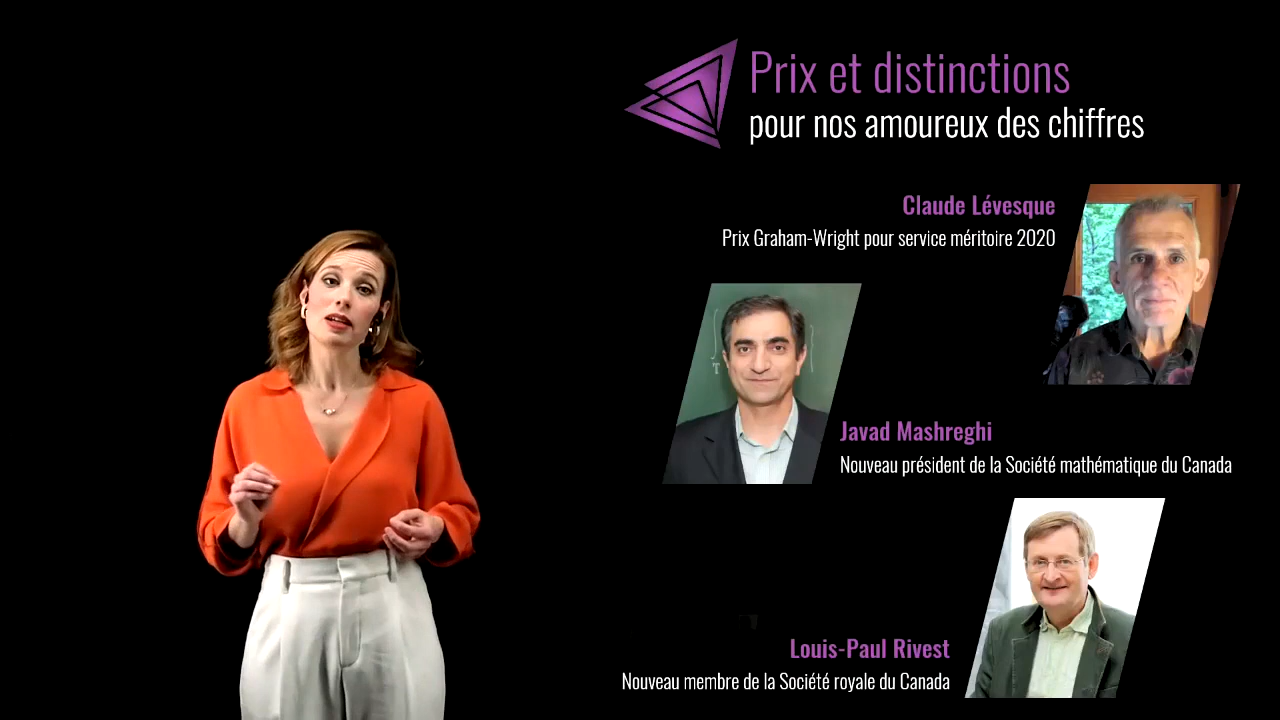 Prix et distinctions
pour nos amoureux des chiffres
Claude Lévesque
Prix Graham-Wright pour service méritoire 2020
Javad Mashreghi
Nouveau président de la Société mathématique du Canada
Louis-Paul Rivest
Nouveau membre de la Société royale du Canada